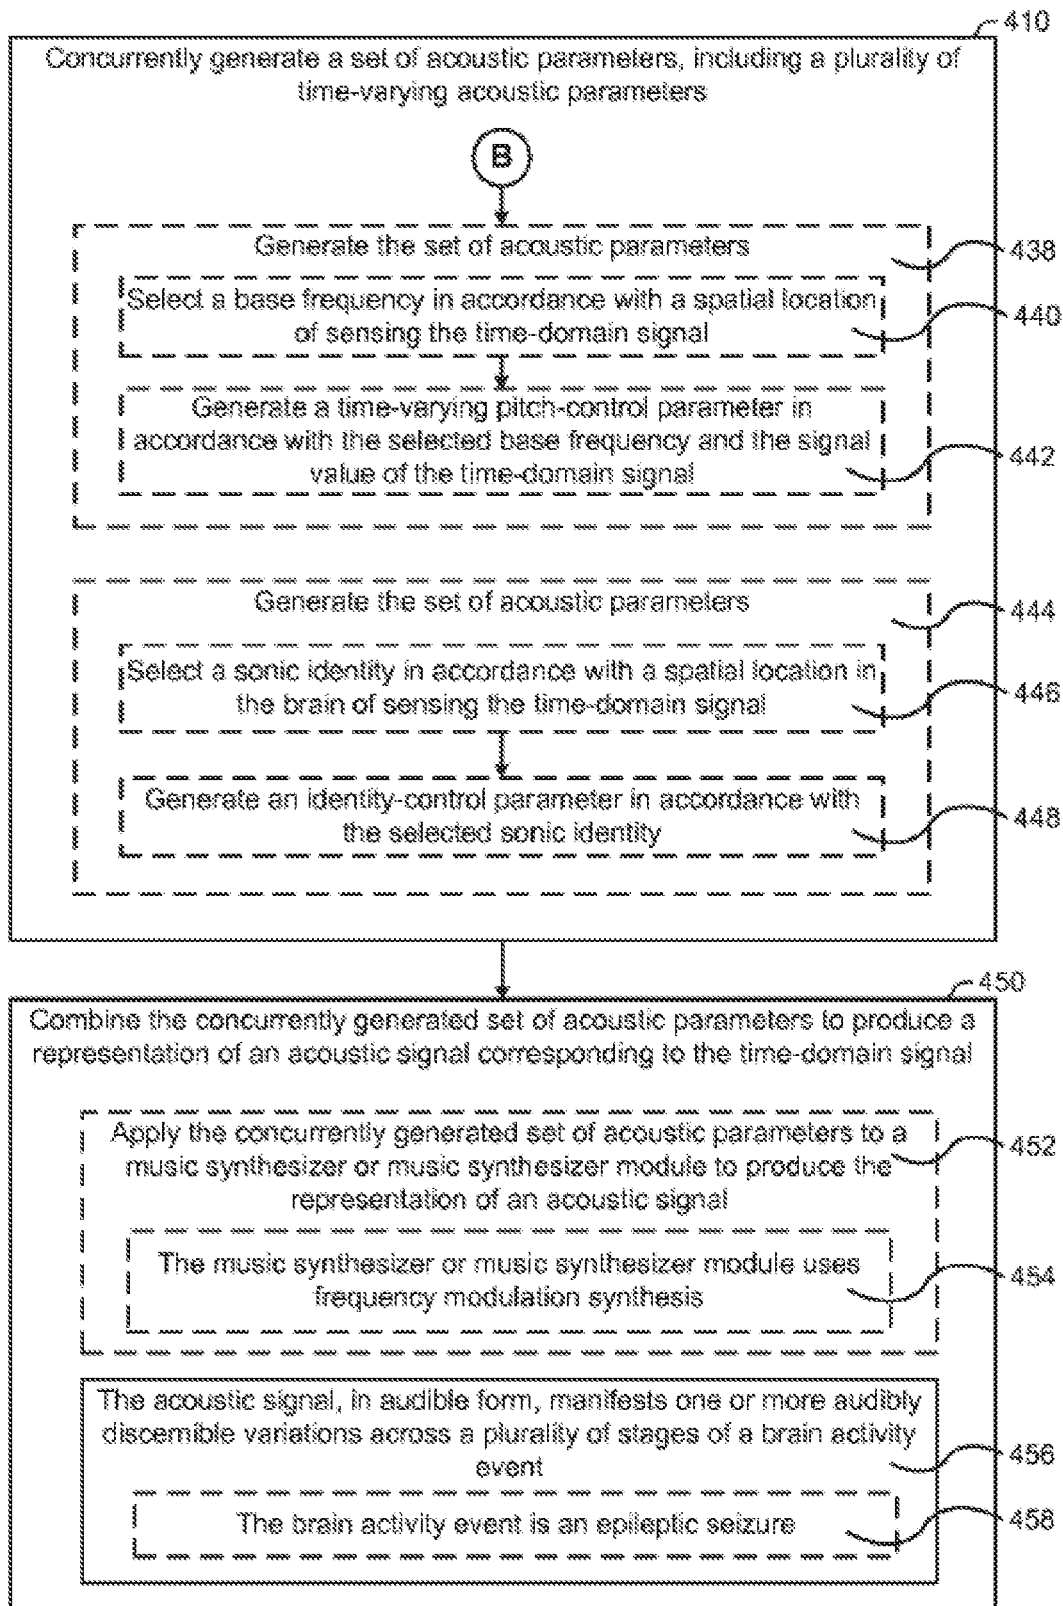 410
Concurrently generate a set of acoustic parameters, including a plurality of
time-varying acoustic parameters
B
Generate the set of acoustic parameters
438
Select a base frequency in accordance with a spatial location
of sensing the time-domain signal
440
Generate a time-varying pitch-control parameter in
accordance with the selected base frequency and the signal
value of the time-domain signal
442
Generate the set of acoustic parameters
444
Select a sonic identity in accordance with a spatial location in
the brain of sensing the time-domain signal
446
Generate an identity-control parameter in accordance with
the selected sonic identity
448
450
Combine the concurrently generated set of acoustic parameters to produce a
representation of an acoustic signal corresponding to the time-domain signal
Apply the concurrently generated set of acoustic parameters to a
music synthesizer or music synthesizer module to produce the
representation of an acoustic signal
452
The music synthesizer or music synthesizer module uses
frequency modulation synthesis
454
The acoustic signal, in audible form, manifests one or more audibly
discernible variations across a plurality of stages of a brain activity
event
456
The brain activity event is an epileptic seizure
458